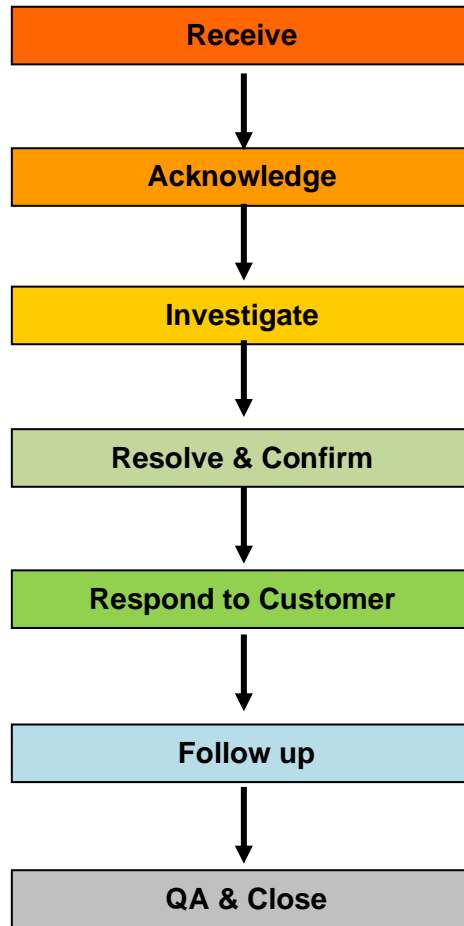 Receive
Acknowledge
Investigate
Resolve & Confirm
Respond to Customer
Follow up
QA & Close